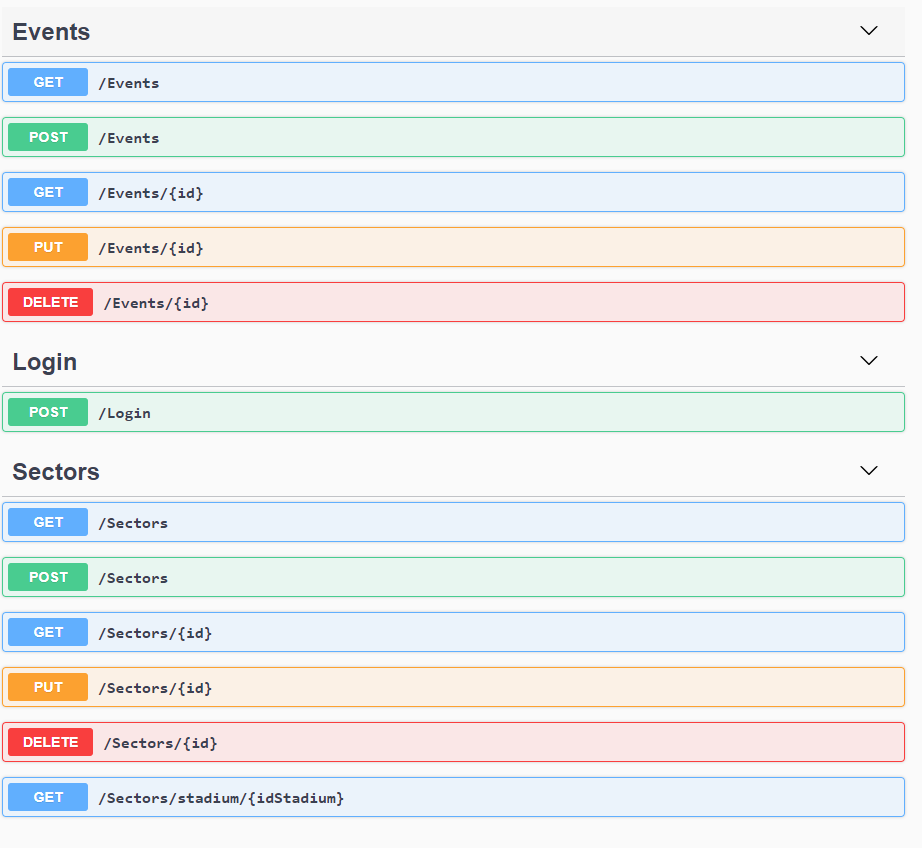 Events
GET /Events
POST /Events
GET /Events/{id}
PUT /Events/{id}
DELETE /Events/{id}
Login
POST /Login
Sectors
GET /Sectors
POST /Sectors
GET /Sectors/{id}
PUT /Sectors/{id}
DELETE /Sectors/{id}
GET /Sectors/stadium/{idStadium}